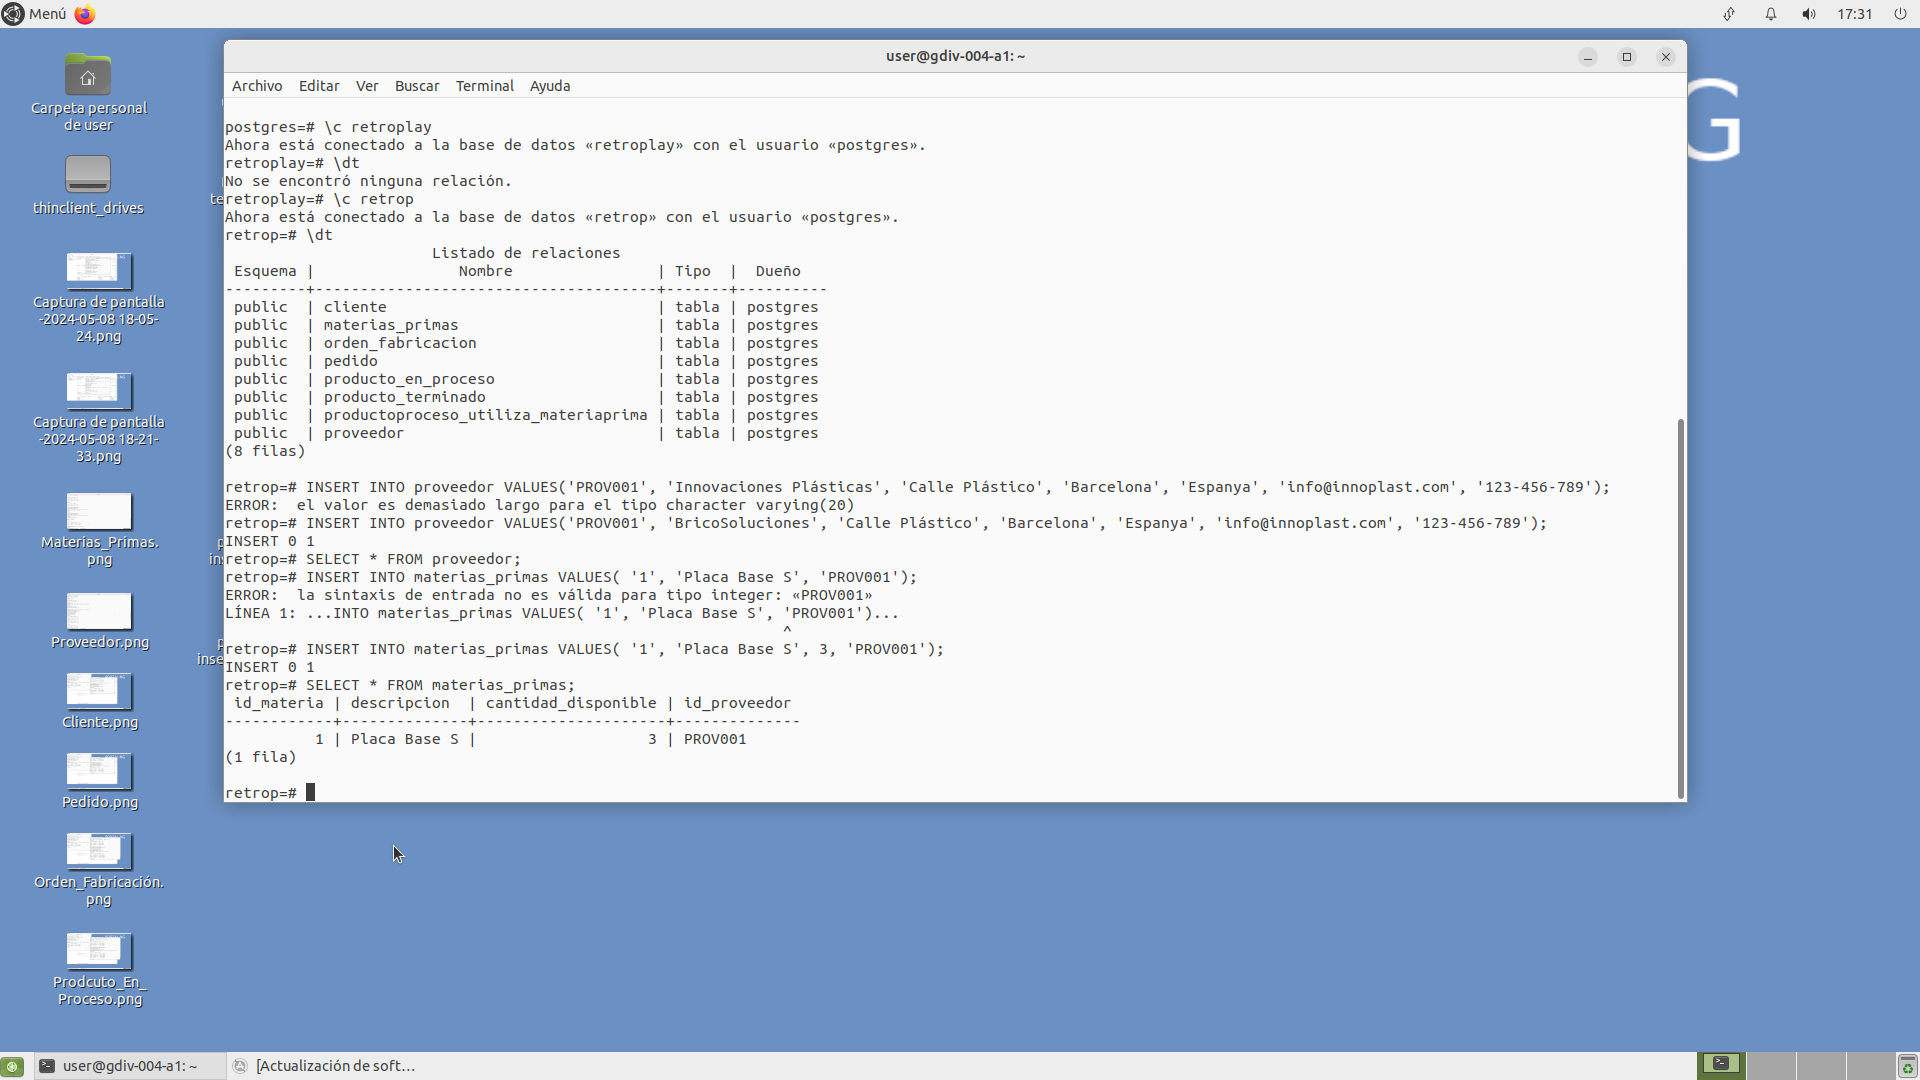 Menú
17:31
Carpeta personal
de user
thinclient_drives
Captura de pantalla
-2024-05-08 18-05-
24.png
Captura de pantalla
-2024-05-08 18-21-
33.png
Materias_Primas.
png
Proveedor.png
Cliente.png
Pedido.png
Orden_Fabricación.
png
Prodcuto_En_
Proceso.png
te
p
in
p
inse
G
user@gdiv-004-a1: ~
Archivo Editar Ver Buscar Terminal Ayuda
postgres=# \c retroplay
Ahora está conectado a la base de datos «retroplay» con el usuario «postgres».
retroplay=# \dt
No se encontró ninguna relación.
retroplay=# \c retrop
Ahora está conectado a la base de datos «retrop» con el usuario «postgres».
retrop=# \dt
Listado de relaciones
Esquema | Nombre | Tipo | Dueño
---------+--------------------------------------+-------+----------
public | cliente | tabla | postgres
public | materias_primas | tabla | postgres
public | orden_fabricacion | tabla | postgres
public | pedido | tabla | postgres
public | producto_en_proceso | tabla | postgres
public | producto_terminado | tabla | postgres
public | productoproceso_utiliza_materiaprima | tabla | postgres
public | proveedor | tabla | postgres
(8 filas)
retrop=# INSERT INTO proveedor VALUES('PROV001', 'Innovaciones Plásticas', 'Calle Plástico', 'Barcelona', 'Espanya', 'info@innoplast.com', '123-456-789');
ERROR:  el valor es demasiado largo para el tipo character varying(20)
retrop=# INSERT INTO proveedor VALUES('PROV001', 'BricoSoluciones', 'Calle Plástico', 'Barcelona', 'Espanya', 'info@innoplast.com', '123-456-789');
INSERT 0 1
retrop=# SELECT * FROM proveedor;
retrop=# INSERT INTO materias_primas VALUES( '1', 'Placa Base S', 'PROV001');
ERROR:  la sintaxis de entrada no es válida para tipo integer: «PROV001»
LÍNEA 1: ...INTO materias_primas VALUES( '1', 'Placa Base S', 'PROV001')...
^
retrop=# INSERT INTO materias_primas VALUES( '1', 'Placa Base S', 3, 'PROV001');
INSERT 0 1
retrop=# SELECT * FROM materias_primas;
id_materia | descripcion | cantidad_disponible | id_proveedor
------------+--------------+---------------------+--------------
1 | Placa Base S | 3 | PROV001
(1 fila)
retrop=#
user@gdiv-004-a1: ~
[Actualización de soft...